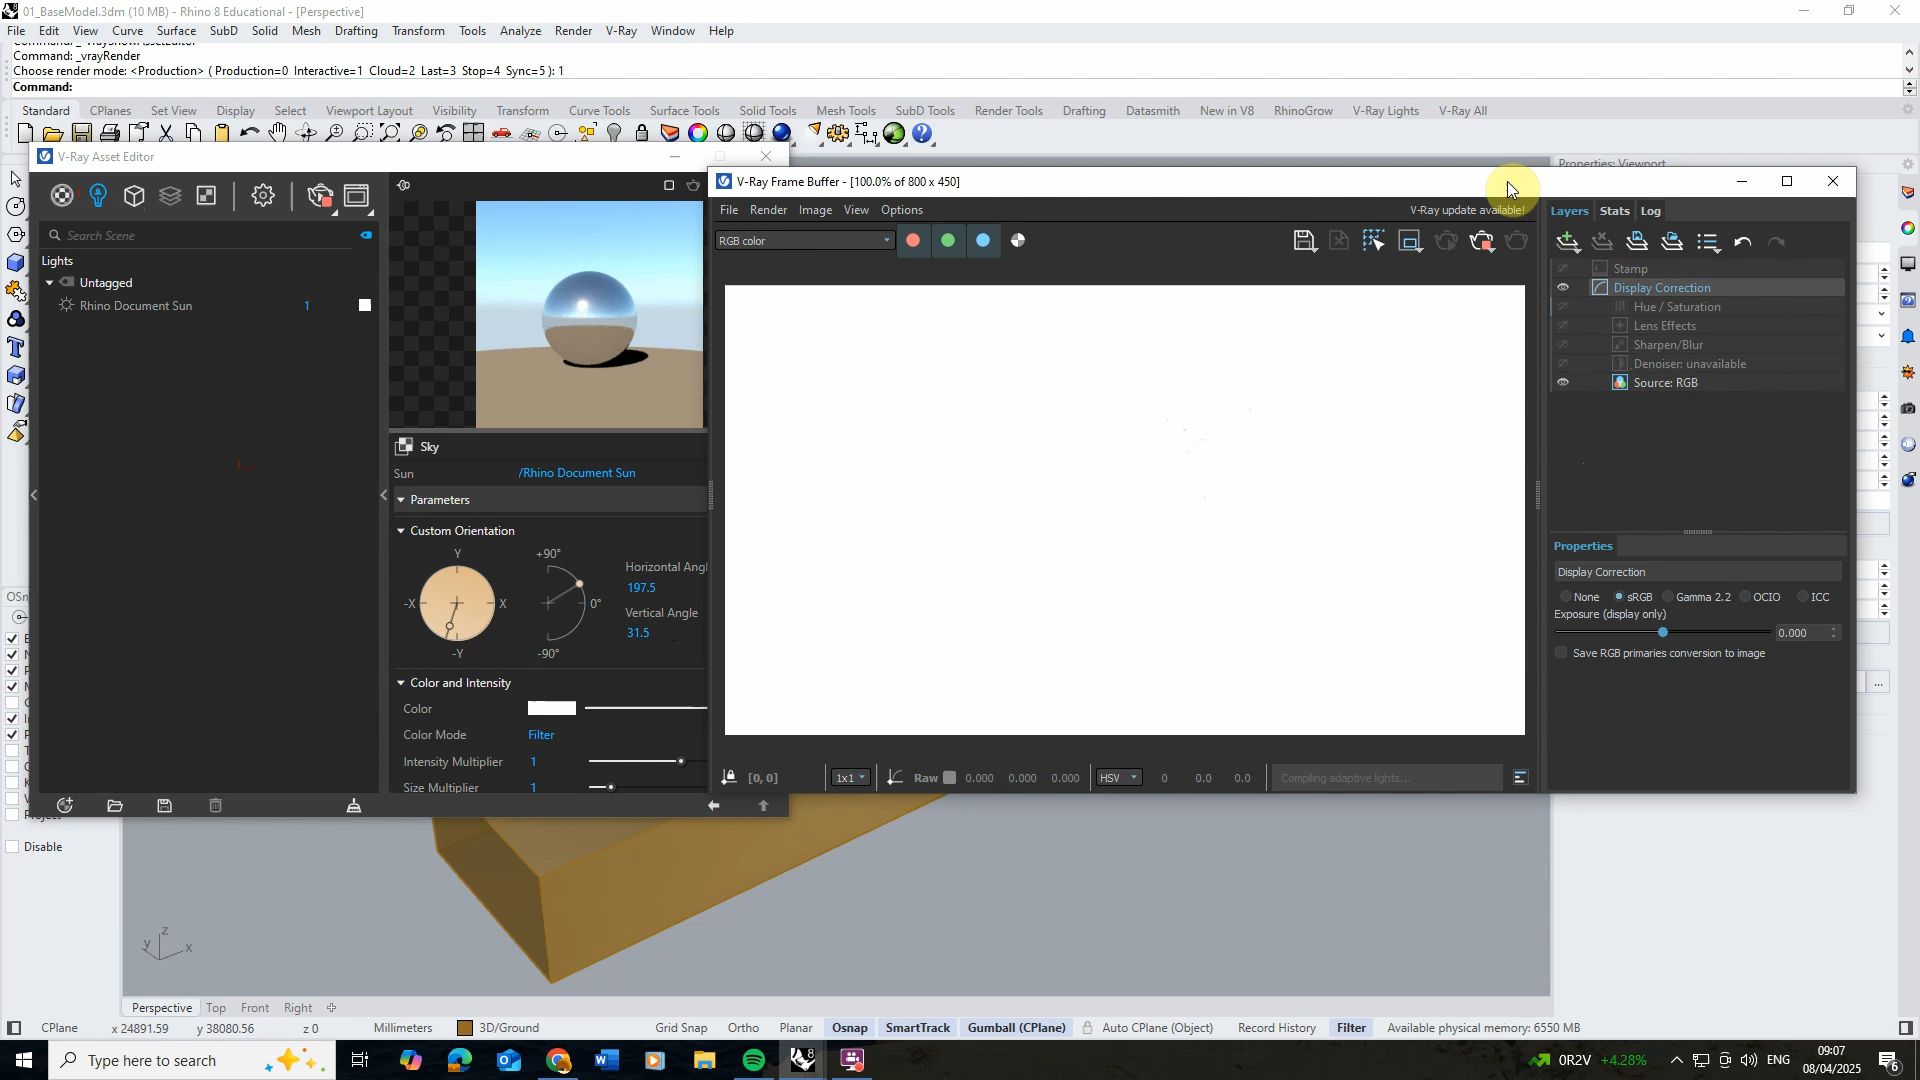 01_BaseModel.3dm (10 MB) - Rhino 8 Educational - [Perspective]
File Edit View Curve Surface SubD Solid Mesh Drafting Transform Tools Analyze Render V-Ray Window Help
Command: _vrayRender
Choose render mode: <Production> ( Production=0 Interactive=1 Cloud=2 Last=3 Stop=4 Sync=5 ): 1
Command:
Standard CPlanes Set View Display Select Viewport Layout Visibility Transform Curve Tools Surface Tools Solid Tools Mesh Tools SubD Tools Render Tools Drafting Datasmith New in V8 RhinoGrow V-Ray Lights V-Ray All
V-Ray Asset Editor
Properties: Viewport
V-Ray Frame Buffer - [100.0% of 800 x 450]
File Render Image View Options
V-Ray update available!
Layers Stats Log
Search Scene
RGB color
Lights
Untagged
Rhino Document Sun 1
Stamp
Display Correction
Hue / Saturation
Lens Effects
Sharpen/Blur
Denoiser: unavailable
Source: RGB
Sky
Sun /Rhino Document Sun
Parameters
Custom Orientation
Y +90°
Horizontal Angl
197.5
-X X 0°
Vertical Angle
31.5
-Y -90°
Color and Intensity
Color
Color Mode Filter
Intensity Multiplier 1
Size Multiplier 1
Properties
Display Correction
None sRGB Gamma 2.2 OCIO ICC
Exposure (display only)
0.000
Save RGB primaries conversion to image
[0, 0] 1x1 Raw 0.000 0.000 0.000 HSV 0 0.0 0.0 Compiling adaptive lights...
Disable
z
y x
Perspective Top Front Right
CPlane x 24891.59 y 38080.56 z 0 Millimeters 3D/Ground Grid Snap Ortho Planar Osnap SmartTrack Gumball (CPlane) Auto CPlane (Object) Record History Filter Available physical memory: 6550 MB
Type here to search
0R2V +4.28% ENG
09:07
08/04/2025
6